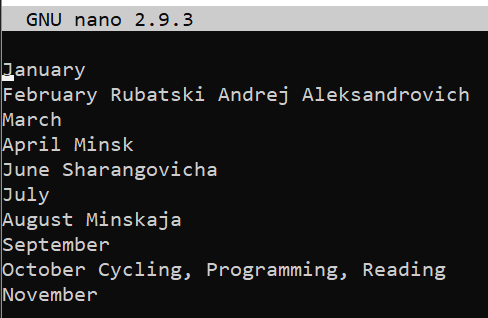 GNU nano 2.9.3
January
February Rubatski Andrej Aleksandrovich
March
April Minsk
June Sharangovicha
July
August Minskaja
September
October Cycling, Programming, Reading
November